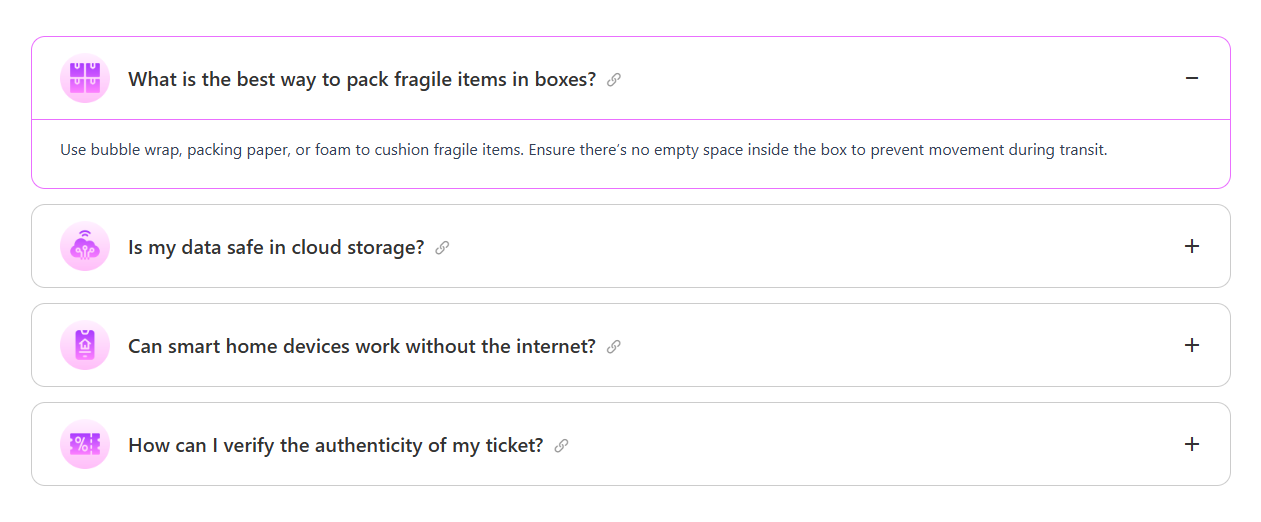 What is the best way to pack fragile items in boxes?
Use bubble wrap, packing paper, or foam to cushion fragile items. Ensure there's no empty space inside the box to prevent movement during transit.
Is my data safe in cloud storage?
Can smart home devices work without the internet?
How can I verify the authenticity of my ticket?